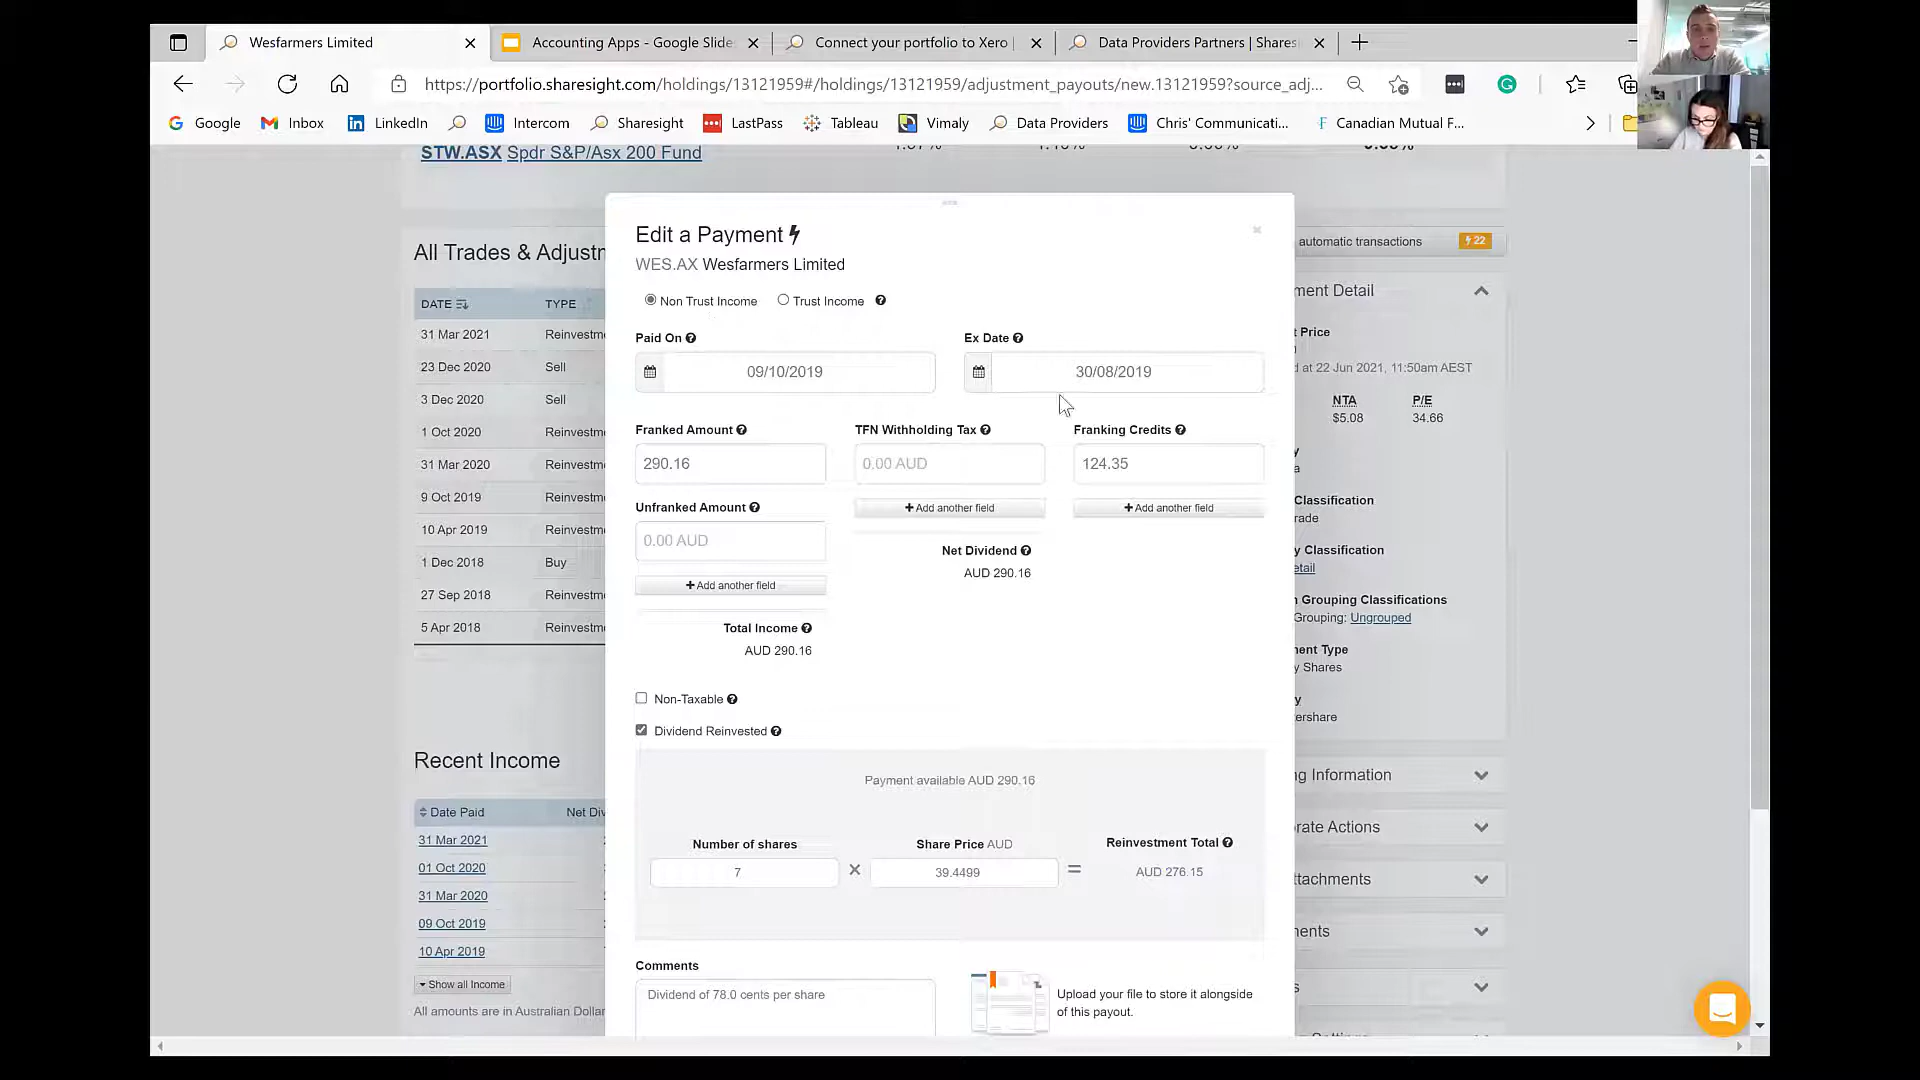 Wesfarmers Limited
Accounting Apps - Google Slide
Connect your portfolio to Xero |
Data Providers Partners | Shares
https://portfolio.sharesight.com/holdings/13121959#/holdings/13121959/adjustment_payouts/new.13121959?source_adj...
Google
Inbox
LinkedIn
Intercom
Sharesight
LastPass
Tableau
Vimaly
Data Providers
Chris' Communicati...
Canadian Mutual F...
STW.ASX Spdr S&P/Asx 200 Fund
All Trades & Adjustr
DATE
TYPE
31 Mar 2021 Reinvestme
23 Dec 2020 Sell
3 Dec 2020 Sell
1 Oct 2020 Reinvestm
31 Mar 2020 Reinvestm
9 Oct 2019 Reinvestm
10 Apr 2019 Reinvestm
1 Dec 2018 Buy
27 Sep 2018 Reinvestm
5 Apr 2018 Reinvestm
Recent Income
Date Paid
Net Div
31 Mar 2021
01 Oct 2020
31 Mar 2020
09 Oct 2019
10 Apr 2019
Show all Income
All amounts are in Australian Dollar
Edit a Payment
WES.AX Wesfarmers Limited
Non Trust Income
Trust Income
Paid On
09/10/2019
Ex Date
30/08/2019
Franked Amount
290.16
TFN Withholding Tax
0.00 AUD
Franking Credits
124.35
Unfranked Amount
0.00 AUD
+ Add another field
+ Add another field
+ Add another field
Net Dividend
AUD 290.16
Total Income
AUD 290.16
Non-Taxable
Dividend Reinvested
Payment available AUD 290.16
Number of shares
7
×
Share Price AUD
39.4499
=
Reinvestment Total
AUD 276.15
Comments
Dividend of 78.0 cents per share
Upload your file to store it alongside
of this payout.
automatic transactions
22
ment Detail
t Price
d at 22 Jun 2021, 11:50am AEST
NTA
P/E
$5.08
34.66
Classification
rade
y Classification
etail
n Grouping Classifications
Grouping: Ungrouped
ment Type
y Shares
ershare
ng Information
orate Actions
ttachments
ments
s